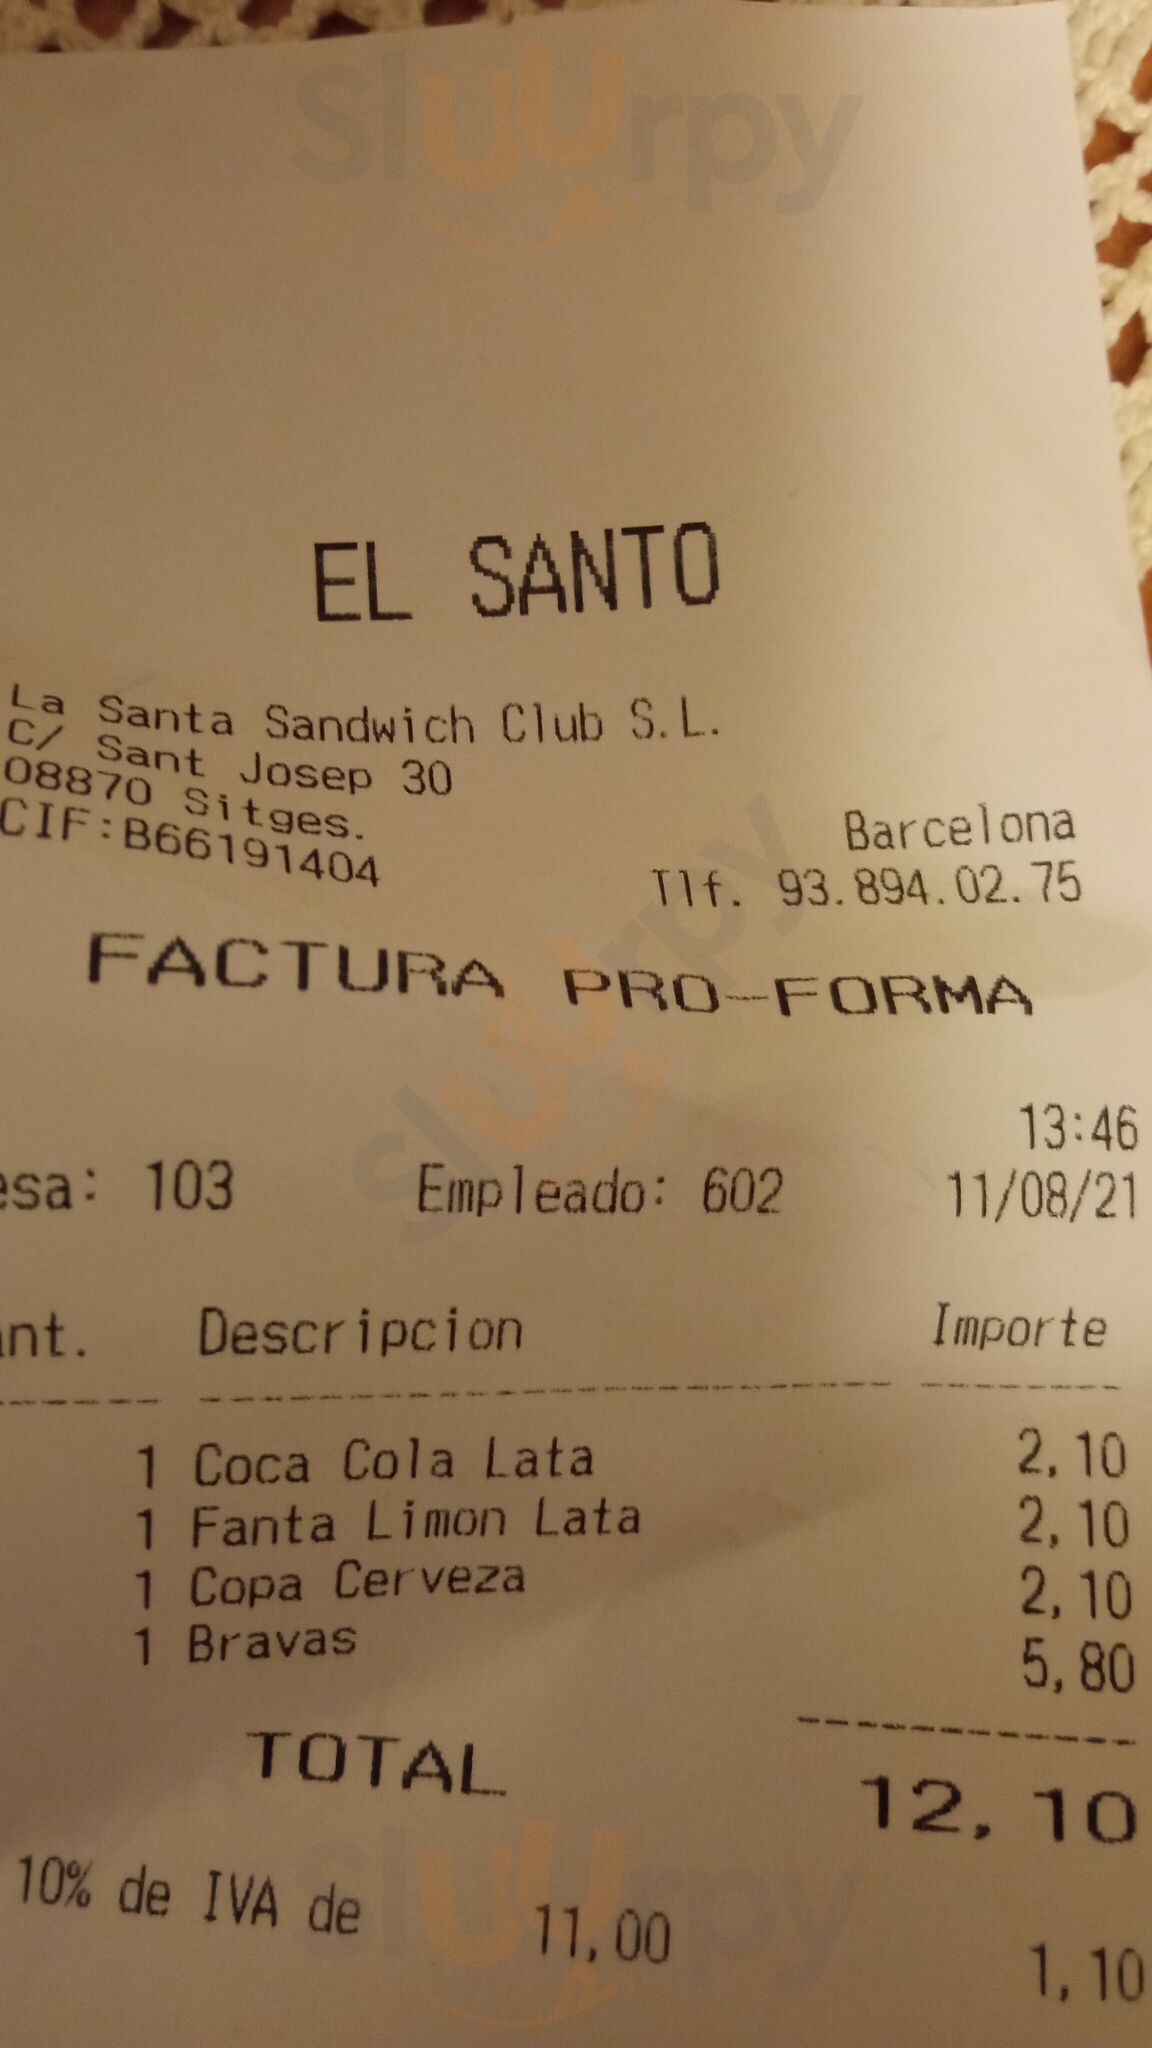 Sluurpy
EL SANTO
La Santa Sandwich Club S.L.
C/ Sant Josep 30
08870 Sitges.
Barcelona
CIF:B66191404
Tlf. 93.894.02.75
FACTURA PRO-FORMA
13:46
esa: 103 Empleado: 602 11/08/21
ant. Descripcion Importe
1 Coca Cola Lata 2,10
1 Fanta Limon Lata 2,10
1 Copa Cerveza 2,10
1 Bravas 5,80
TOTAL 12,10
10% de IVA de 11,00 1,10
Sluurpy
Sluurpy